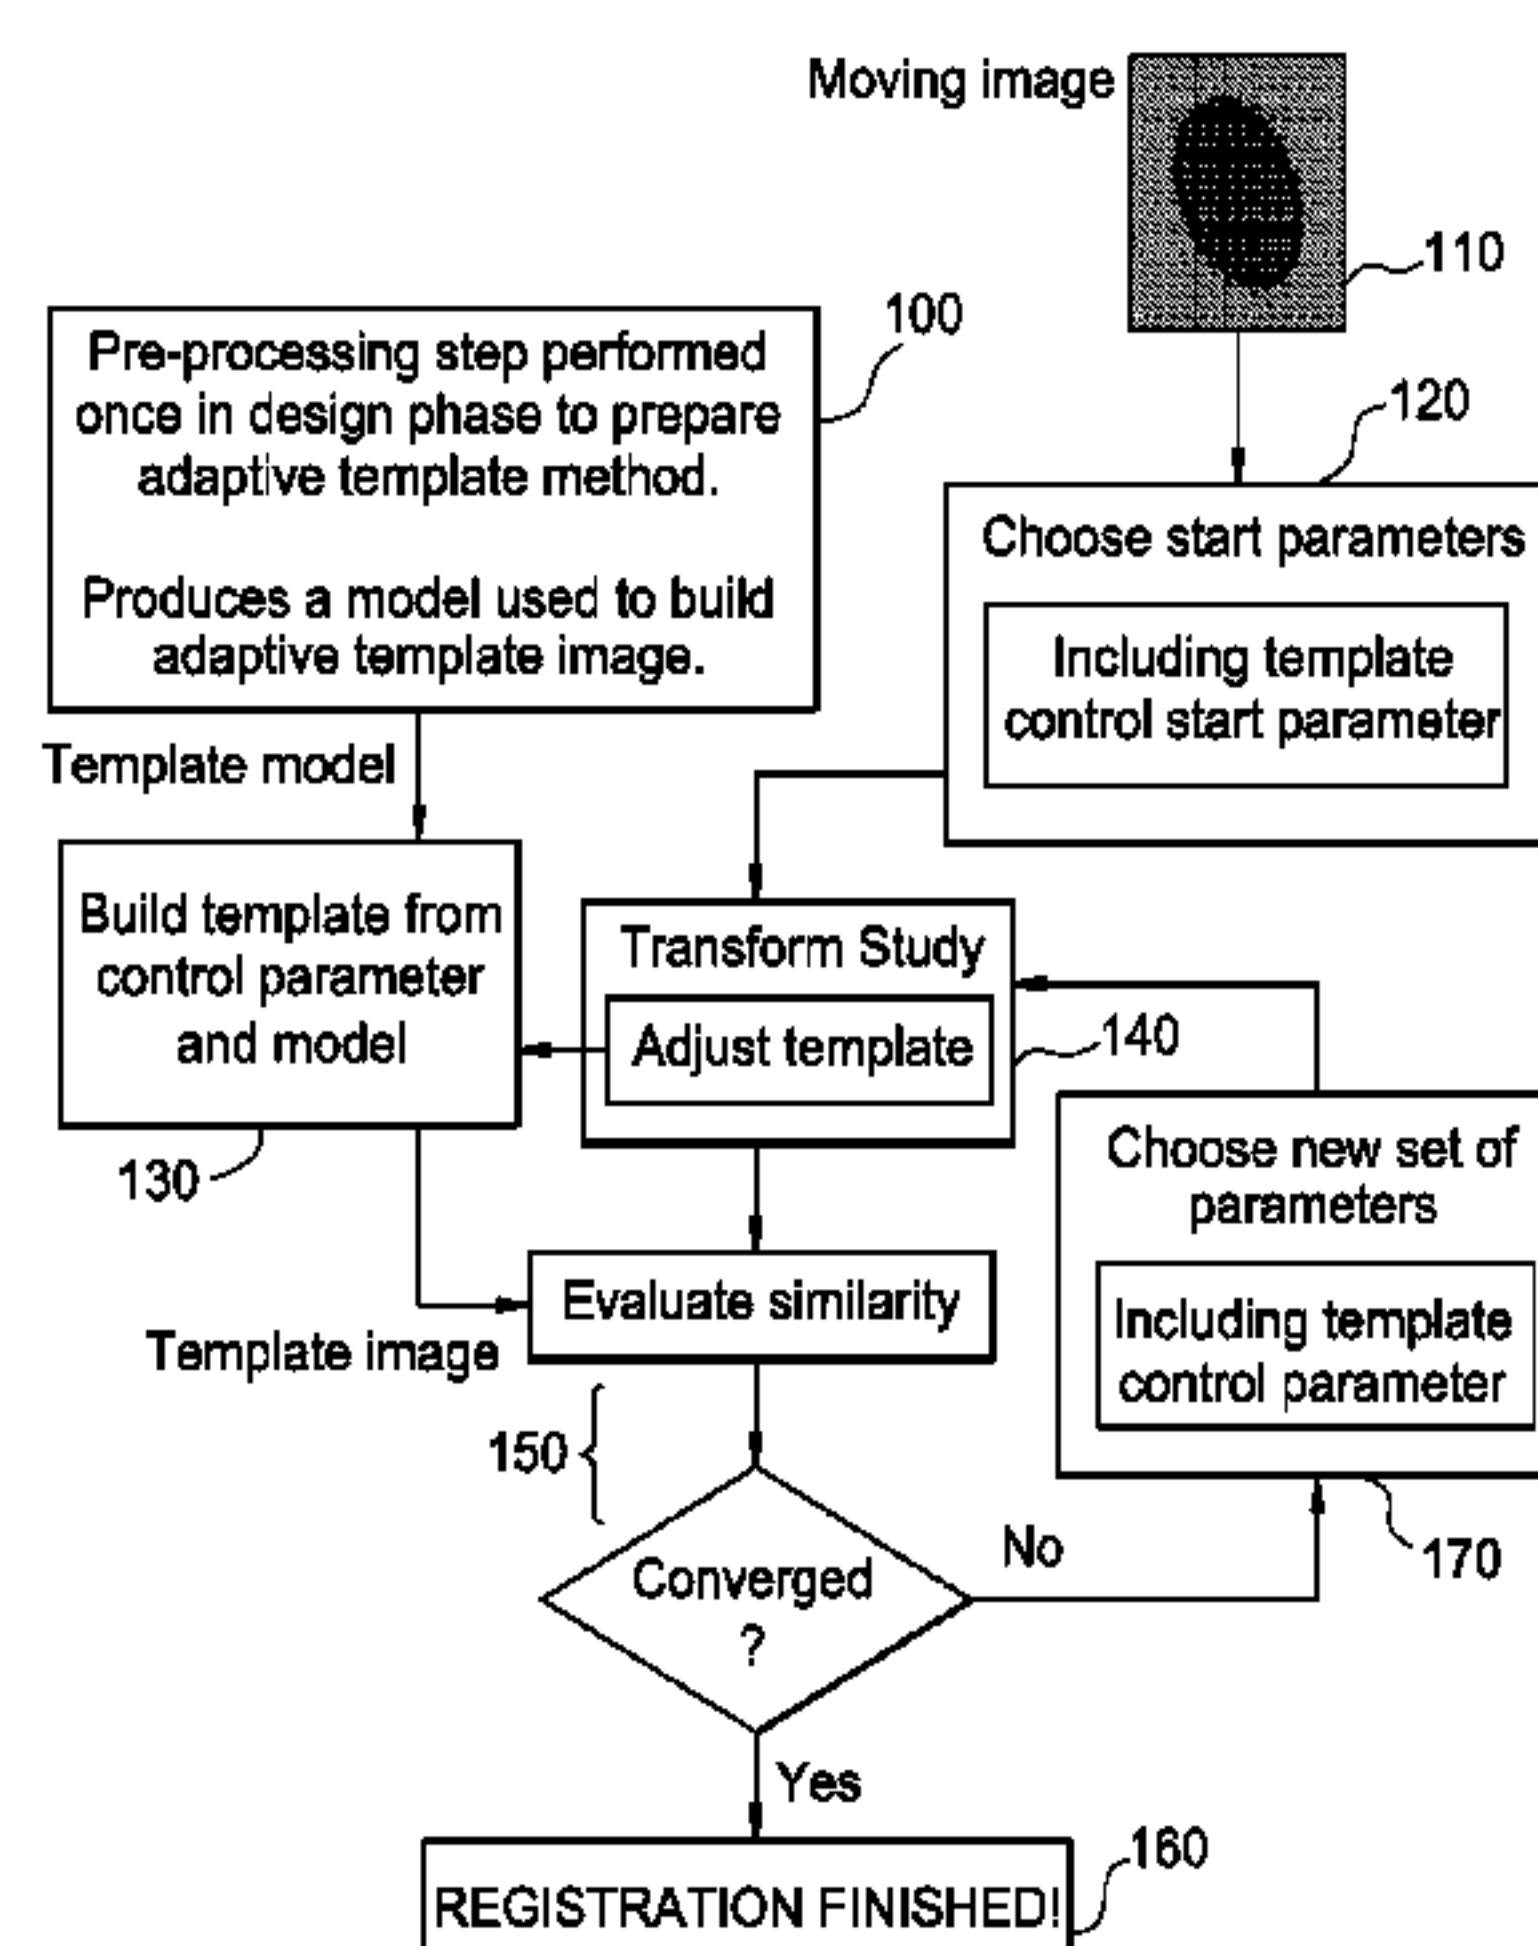 Moving image
110
100
Pre-processing step performed
once in design phase to prepare
adaptive template method.
Produces a model used to build
adaptive template image.
120
Choose start parameters
Including template
control start parameter
Template model
Build template from
control parameter
and model
130
Transform Study
Adjust template
140
Choose new set of
parameters
Including template
control parameter
170
Evaluate similarity
Template image
150
Converged
?
No
Yes
160
REGISTRATION FINISHED!